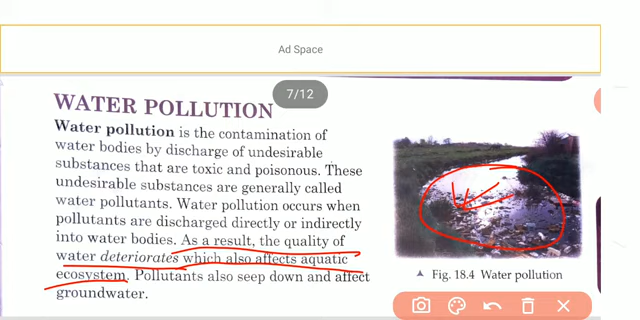 Ad Space
7/12
WATER POLLUTION
Water pollution is the contamination of
water bodies by discharge of undesirable
substances that are toxic and poisonous. These
undesirable substances are generally called
water pollutants. Water pollution occurs when
pollutants are discharged directly or indirectly
into water bodies. As a result, the quality of
water deteriorates which also affects aquatic
ecosystem. Pollutants also seep down and affect
groundwater.
▲ Fig. 18.4 Water pollution